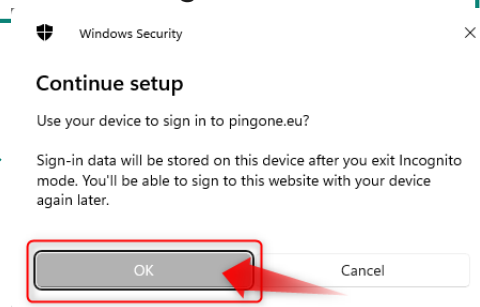 Windows Security
Continue setup
Use your device to sign in to pingone.eu?
Sign-in data will be stored on this device after you exit Incognito
mode. You'll be able to sign to this website with your device
again later.
OK
Cancel